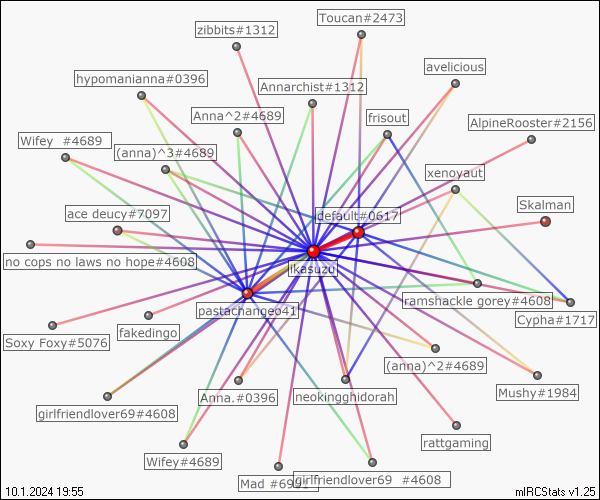 Toucan#2473
zibbits#1312
avelicious
hypomanianna#0396
Annarchist#1312
Anna^2#4689
frisout
AlpineRooster#2156
Wifey #4689
(anna)^3#4689
xenoyaut
Skalman
ace deucy#7097
default#0617
no cops no laws no hope#4608
ikasuzu
ramshackle gorey#4608
pastachangeo41
Cypha#1717
fakedingo
Soxy Foxy#5076
(anna)^2#4689
Mushy#1984
Anna.#0396
neokingghidorah
girlfriendlover69#4608
rattgaming
Wifey#4689
Mad
girlfriendlover69 #4608
10.1.2024 19:55
mIRCStats v1.25